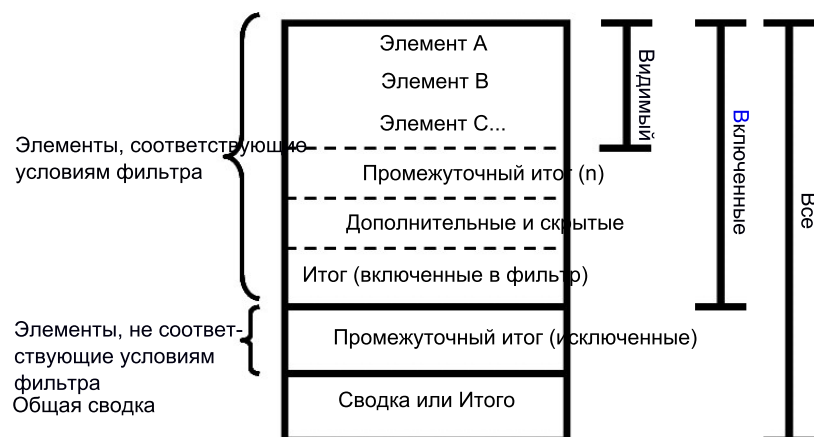 Элемент A
Элемент B
Элемент C...
Элементы, соответствующие
условиям фильтра
Промежуточный итог (n)
Дополнительные и скрытые
Итог (включенные в фильтр)
Элементы, не соответ-
ствующие условиям
фильтра
Промежуточный итог (исключенные)
Общая сводка
Сводка или Итого
Видимый
Включенные
Все